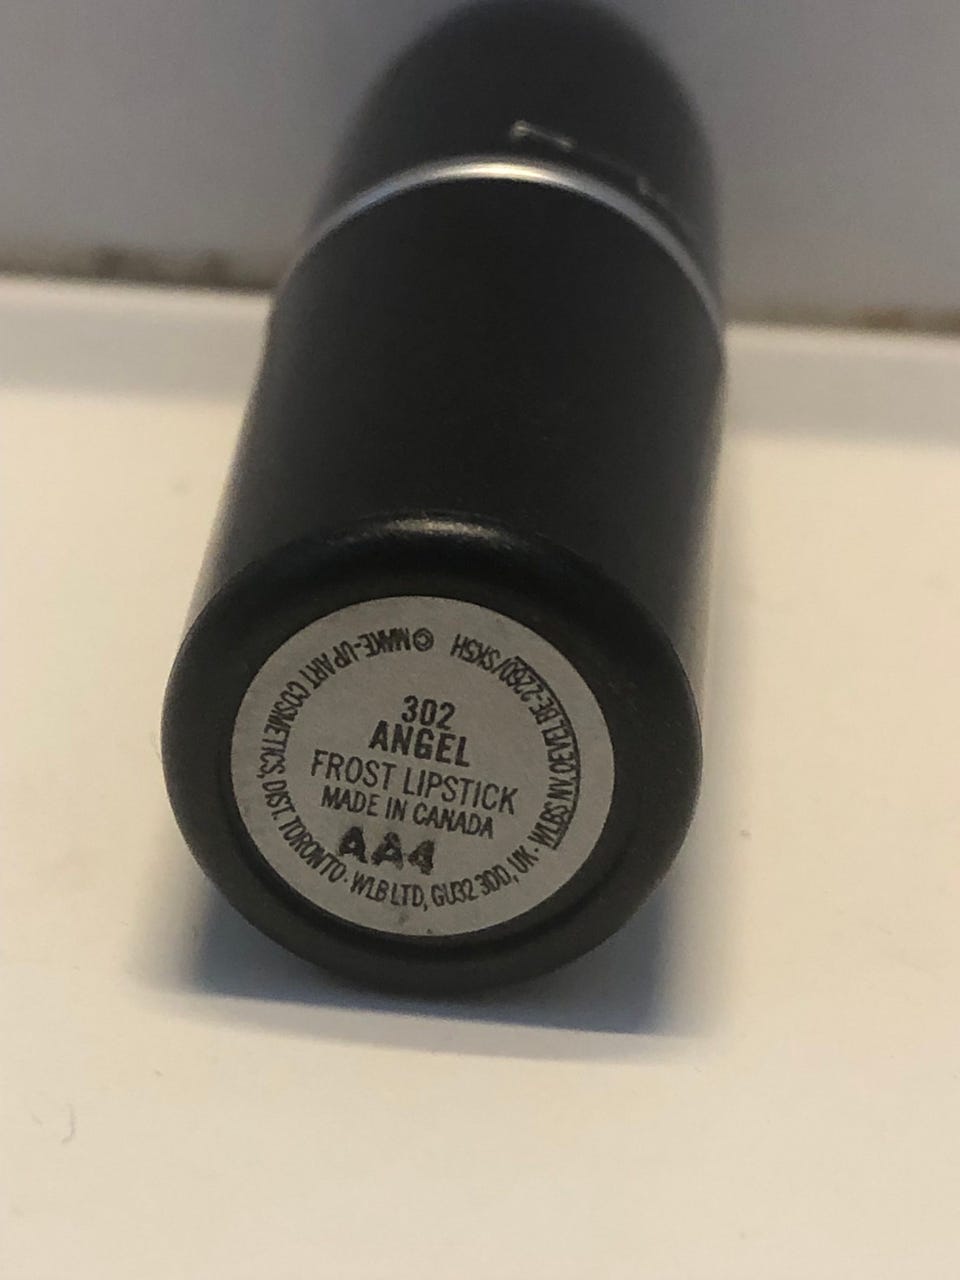 302
ANGEL
FROST LIPSTICK
MADE IN CANADA
AA4
© MAKE-UP ART COSMETICS, DIST. TORONTO · WLB LTD, GU32 3DD, UK · WLBS NV, OEVEL BE-2260/SKSH